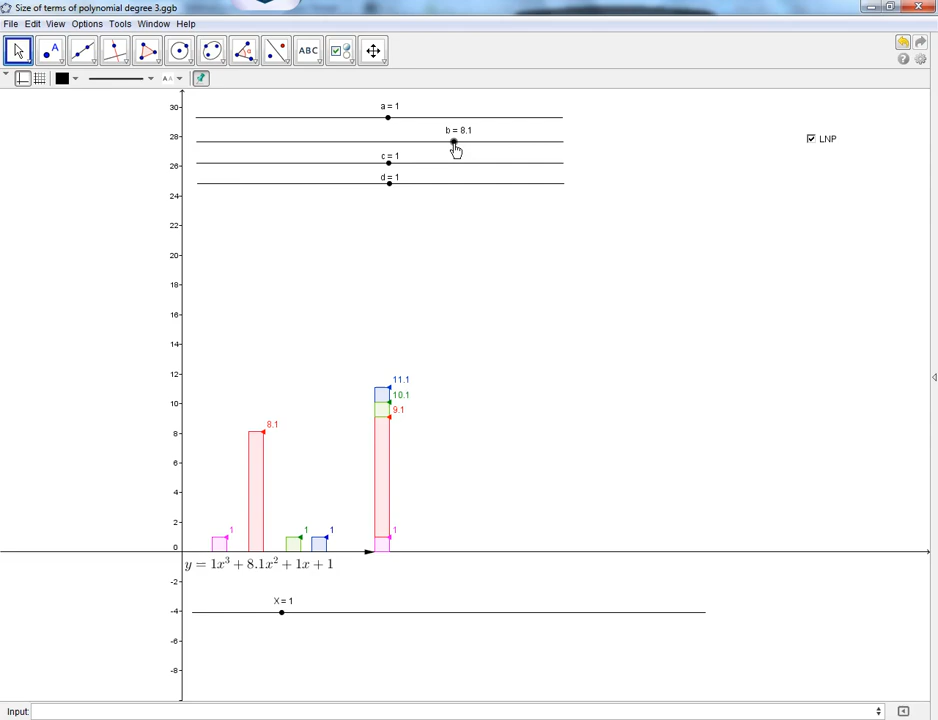 Size of terms of polynomial degree 3.ggb
File Edit View Options Tools Window Help
ABC
A A
30
28
26
24
22
20
18
16
14
12
10
8
6
4
2
0
-2
-4
-6
-8
a = 1
b = 8.1
c = 1
d = 1
LNP
11.1
10.1
9.1
8.1
1
1
1
1
y = 1x³ + 8.1x² + 1x + 1
X = 1
Input: